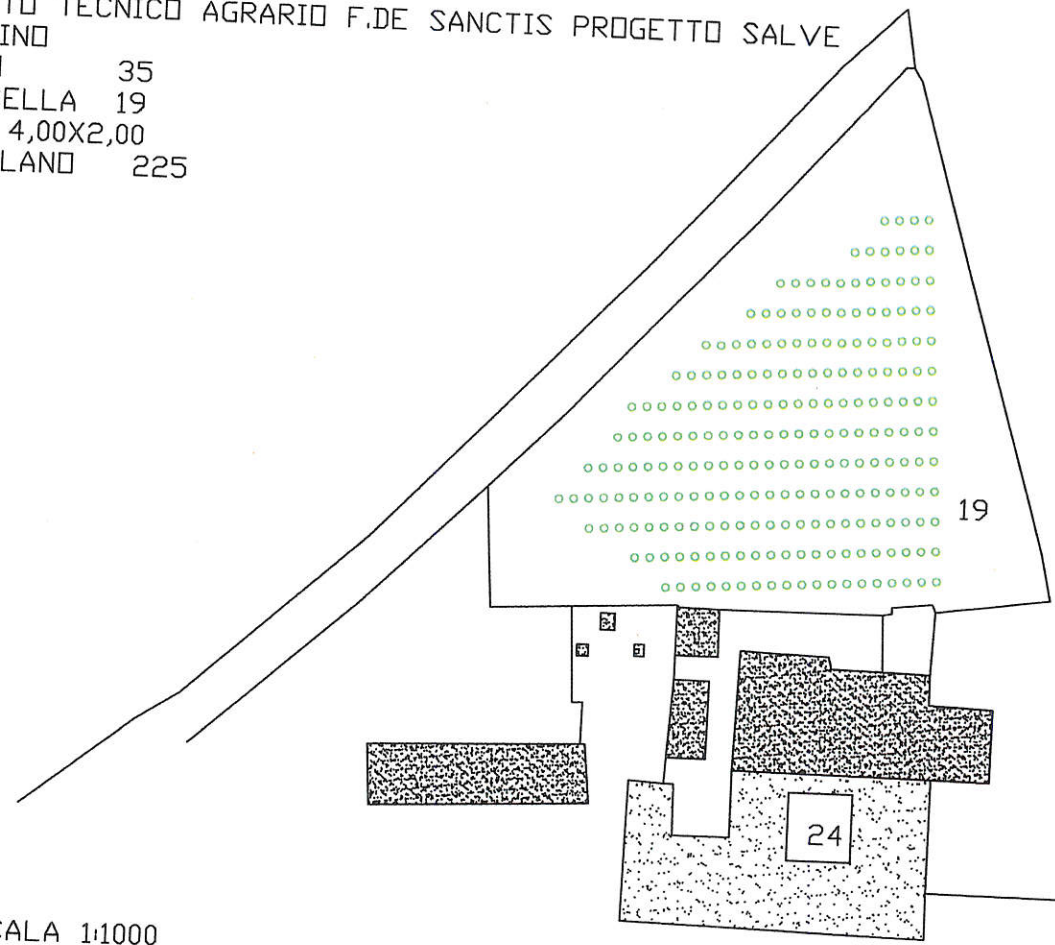 TO TECNICO AGRARIO F.DE SANCTIS PROGETTO SALVE
INO
35
ELLA 19
4,00X2,00
LANO 225
19
24
CALA 1:1000